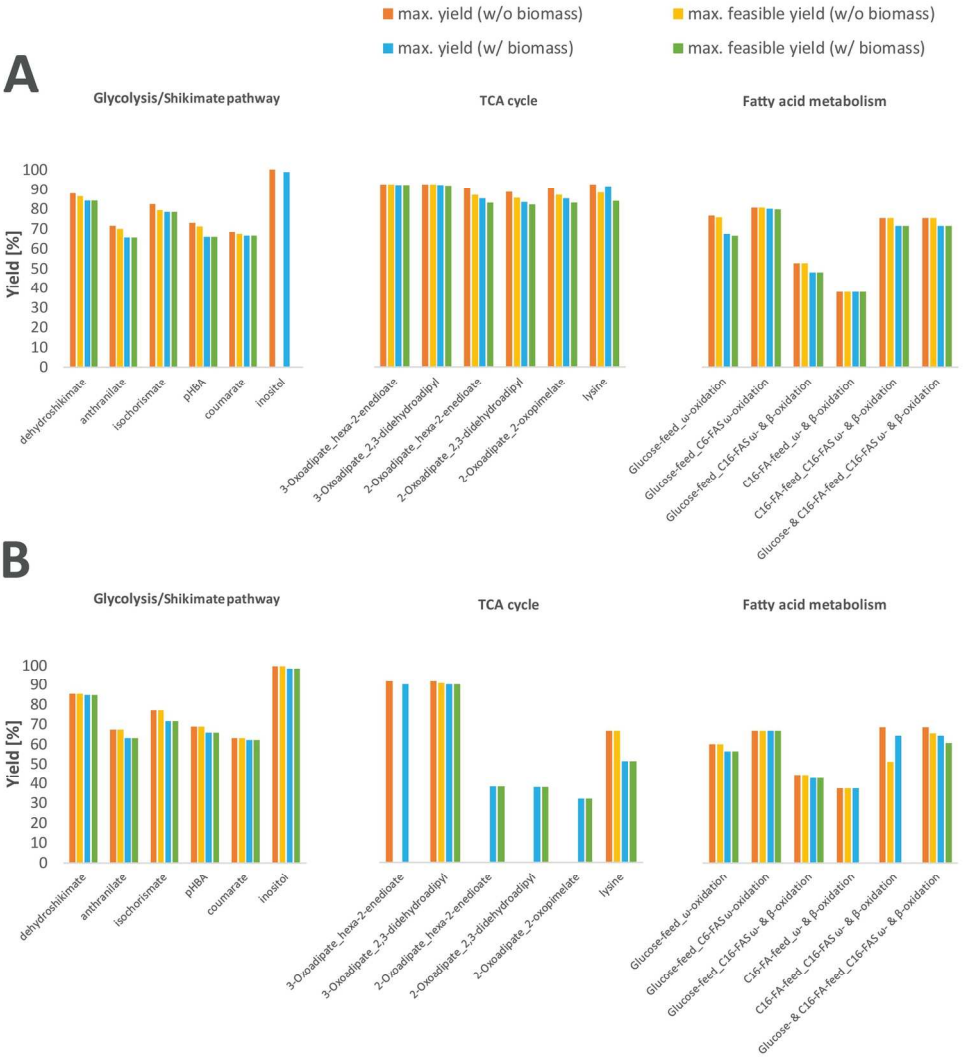 max. yield (w/o biomass)
max. feasible yield (w/o biomass)
max. yield (w/ biomass)
max. feasible yield (w/ biomass)
A
Glycolysis/Shikimate pathway
TCA cycle
Fatty acid metabolism
Yield [%]
100
90
80
70
60
50
40
30
20
10
0
dehydroshikimate
anthranilate
isochorismate
pHBA
coumarate
inositol
3-Oxoadipate_hexa-2-enedioate
3-Oxoadipate_2,3-didehydroadipyl
2-Oxoadipate_hexa-2-enedioate
2-Oxoadipate_2,3-didehydroadipyl
2-Oxoadipate_2-oxopimelate
lysine
Glucose-feed_ω-oxidation
Glucose-feed_C6-FAS ω-oxidation
Glucose-feed_C16-FAS ω- & β-oxidation
C16-FA-feed_ω- & β-oxidation
C16-FA-feed_C16-FAS ω- & β-oxidation
Glucose- & C16-FA-feed_C16-FAS ω- & β-oxidation
B
Glycolysis/Shikimate pathway
TCA cycle
Fatty acid metabolism
Yield [%]
100
90
80
70
60
50
40
30
20
10
0
dehydroshikimate
anthranilate
isochorismate
pHBA
coumarate
inositol
3-Oxoadipate_hexa-2-enedioate
3-Oxoadipate_2,3-didehydroadipyl
2-Oxoadipate_hexa-2-enedioate
2-Oxoadipate_2,3-didehydroadipyl
2-Oxoadipate_2-oxopimelate
lysine
Glucose-feed_ω-oxidation
Glucose-feed_C6-FAS ω-oxidation
Glucose-feed_C16-FAS ω- & β-oxidation
C16-FA-feed_ω- & β-oxidation
C16-FA-feed_C16-FAS ω- & β-oxidation
Glucose- & C16-FA-feed_C16-FAS ω- & β-oxidation